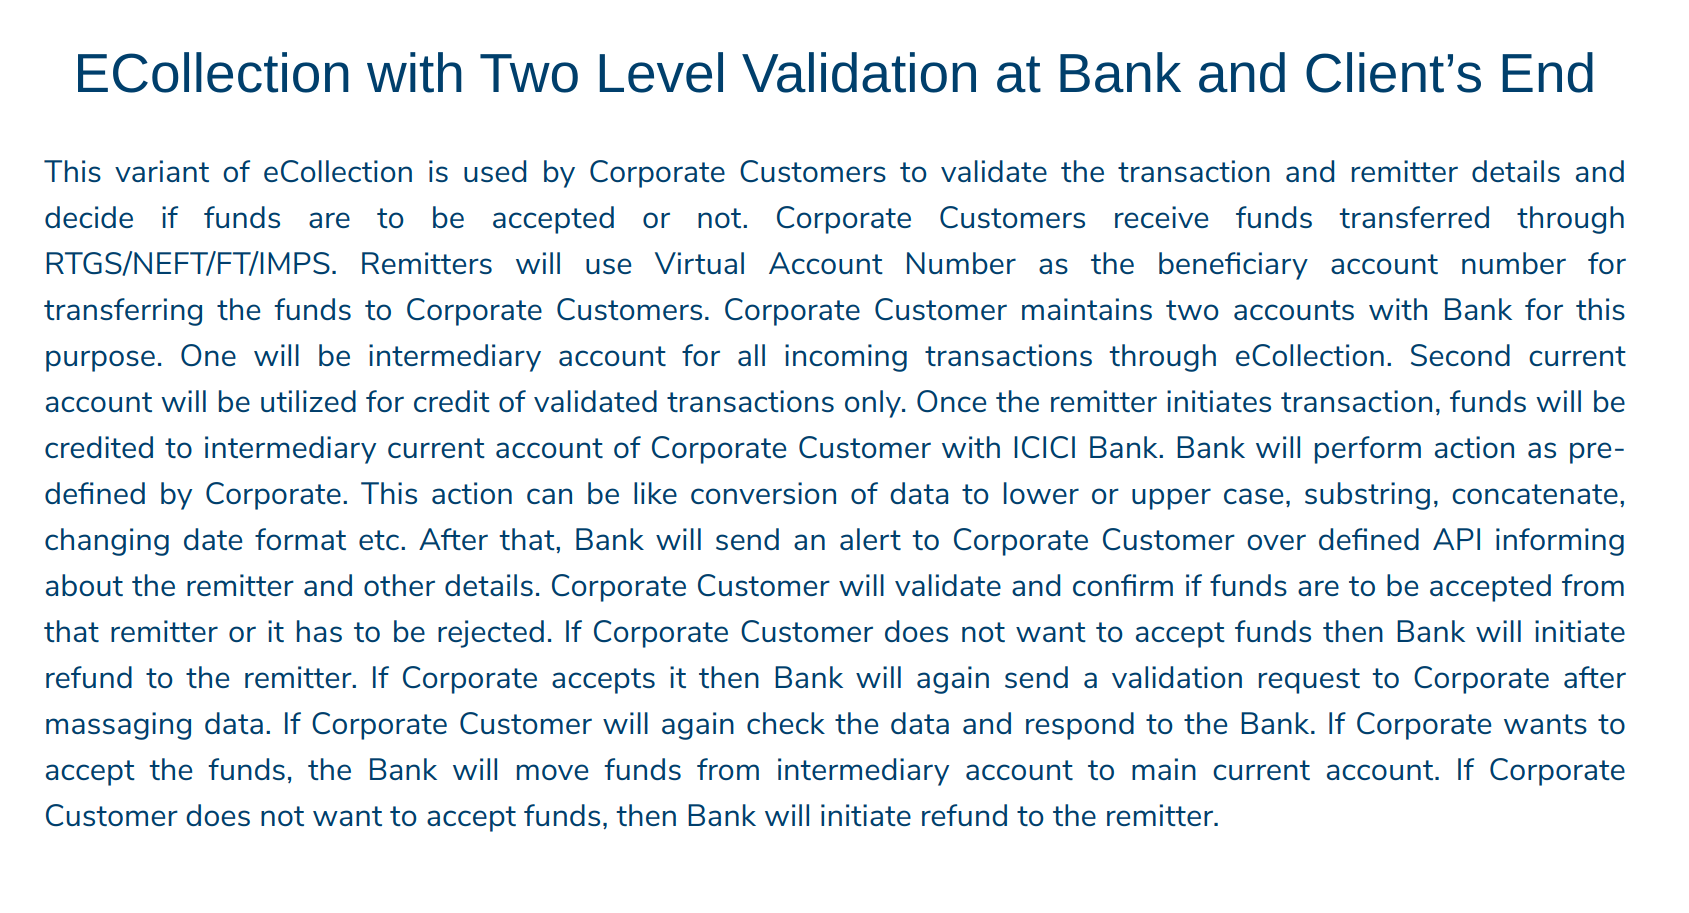 ECollection with Two Level Validation at Bank and Client’s End
This variant of eCollection is used by Corporate Customers to validate the transaction and remitter details and
decide if funds are to be accepted or not. Corporate Customers receive funds transferred through
RTGS/NEFT/FT/IMPS. Remitters will use Virtual Account Number as the beneficiary account number for
transferring the funds to Corporate Customers. Corporate Customer maintains two accounts with Bank for this
purpose. One will be intermediary account for all incoming transactions through eCollection. Second current
account will be utilized for credit of validated transactions only. Once the remitter initiates transaction, funds will be
credited to intermediary current account of Corporate Customer with ICICI Bank. Bank will perform action as pre-
defined by Corporate. This action can be like conversion of data to lower or upper case, substring, concatenate,
changing date format etc. After that, Bank will send an alert to Corporate Customer over defined API informing
about the remitter and other details. Corporate Customer will validate and confirm if funds are to be accepted from
that remitter or it has to be rejected. If Corporate Customer does not want to accept funds then Bank will initiate
refund to the remitter. If Corporate accepts it then Bank will again send a validation request to Corporate after
massaging data. If Corporate Customer will again check the data and respond to the Bank. If Corporate wants to
accept the funds, the Bank will move funds from intermediary account to main current account. If Corporate
Customer does not want to accept funds, then Bank will initiate refund to the remitter.